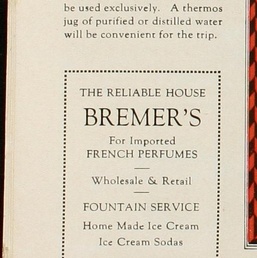 be used exclusively. A thermos
jug of purified or distilled water
will be convenient for the trip.
THE RELIABLE HOUSE
BREMER'S
For Imported
FRENCH PERFUMES
Wholesale & Retail
FOUNTAIN SERVICE
Home Made Ice Cream
Ice Cream Sodas